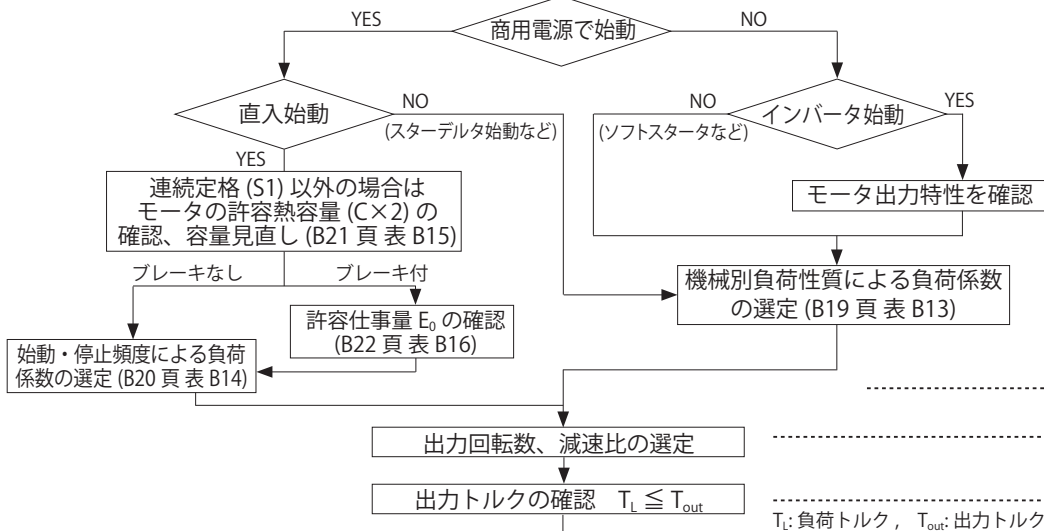 YES
商用電源で始動
NO
直入始動
NO
(スターデルタ始動など)
NO
(ソフトスタータなど)
インバータ始動
YES
YES
連続定格 (S1) 以外の場合は
モータの許容熱容量 (C×2) の
確認、容量見直し (B21 頁 表 B15)
モータ出力特性を確認
ブレーキなし
ブレーキ付
許容仕事量 E₀ の確認
(B22 頁 表 B16)
機械別負荷性質による負荷係数
の選定 (B19 頁 表 B13)
始動・停止頻度による負荷
係数の選定 (B20 頁 表 B14)
出力回転数、減速比の選定
出力トルクの確認 T_L ≦ T_out
T_L: 負荷トルク , T_out: 出力トルク